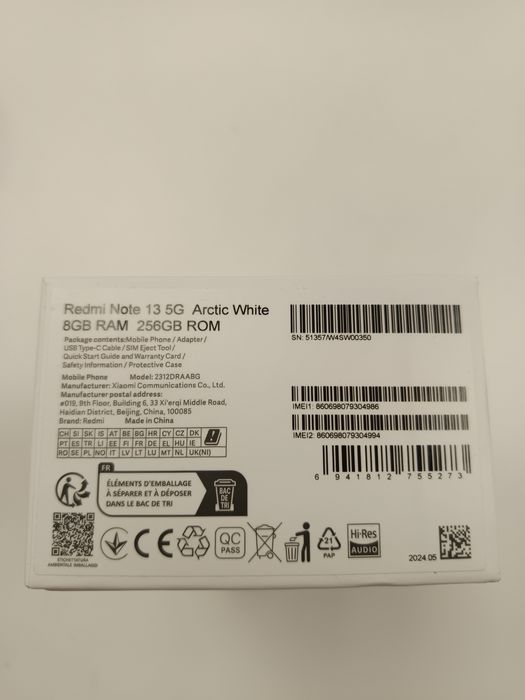 Redmi Note 13 5G Arctic White
8GB RAM 256GB ROM
Package contents:Mobile Phone / Adapter /
USB Type-C Cable / SIM Eject Tool /
Quick Start Guide and Warranty Card /
Safety Information / Protective Case
Mobile Phone Model: 2312DRAABG
Manufacturer: Xiaomi Communications Co., Ltd.
Manufacturer postal address:
#019, 9th Floor, Building 6, 33 Xi'erqi Middle Road,
Haidian District, Beijing, China, 100085
Brand: Redmi Made in China
CH SI SK IS AT BE BG HR CY CZ DK
PT ES TR LI EE FI FR DE EL HU IE
RO SE PL NO IT LV LT LU MT NL UK(NI)
SN: 51357/W4SW00350
IMEI1: 860698079304986
IMEI2: 860698079304994
6 941812 755273
FR
ÉLÉMENTS D'EMBALLAGE
À SÉPARER ET À DÉPOSER
DANS LE BAC DE TRI
BAC
DE
TRI
ETICHETTATURA
AMBIENTALE IMBALLAGGI
CE
QC
PASS
21
PAP
Hi-Res
AUDIO
2024.05